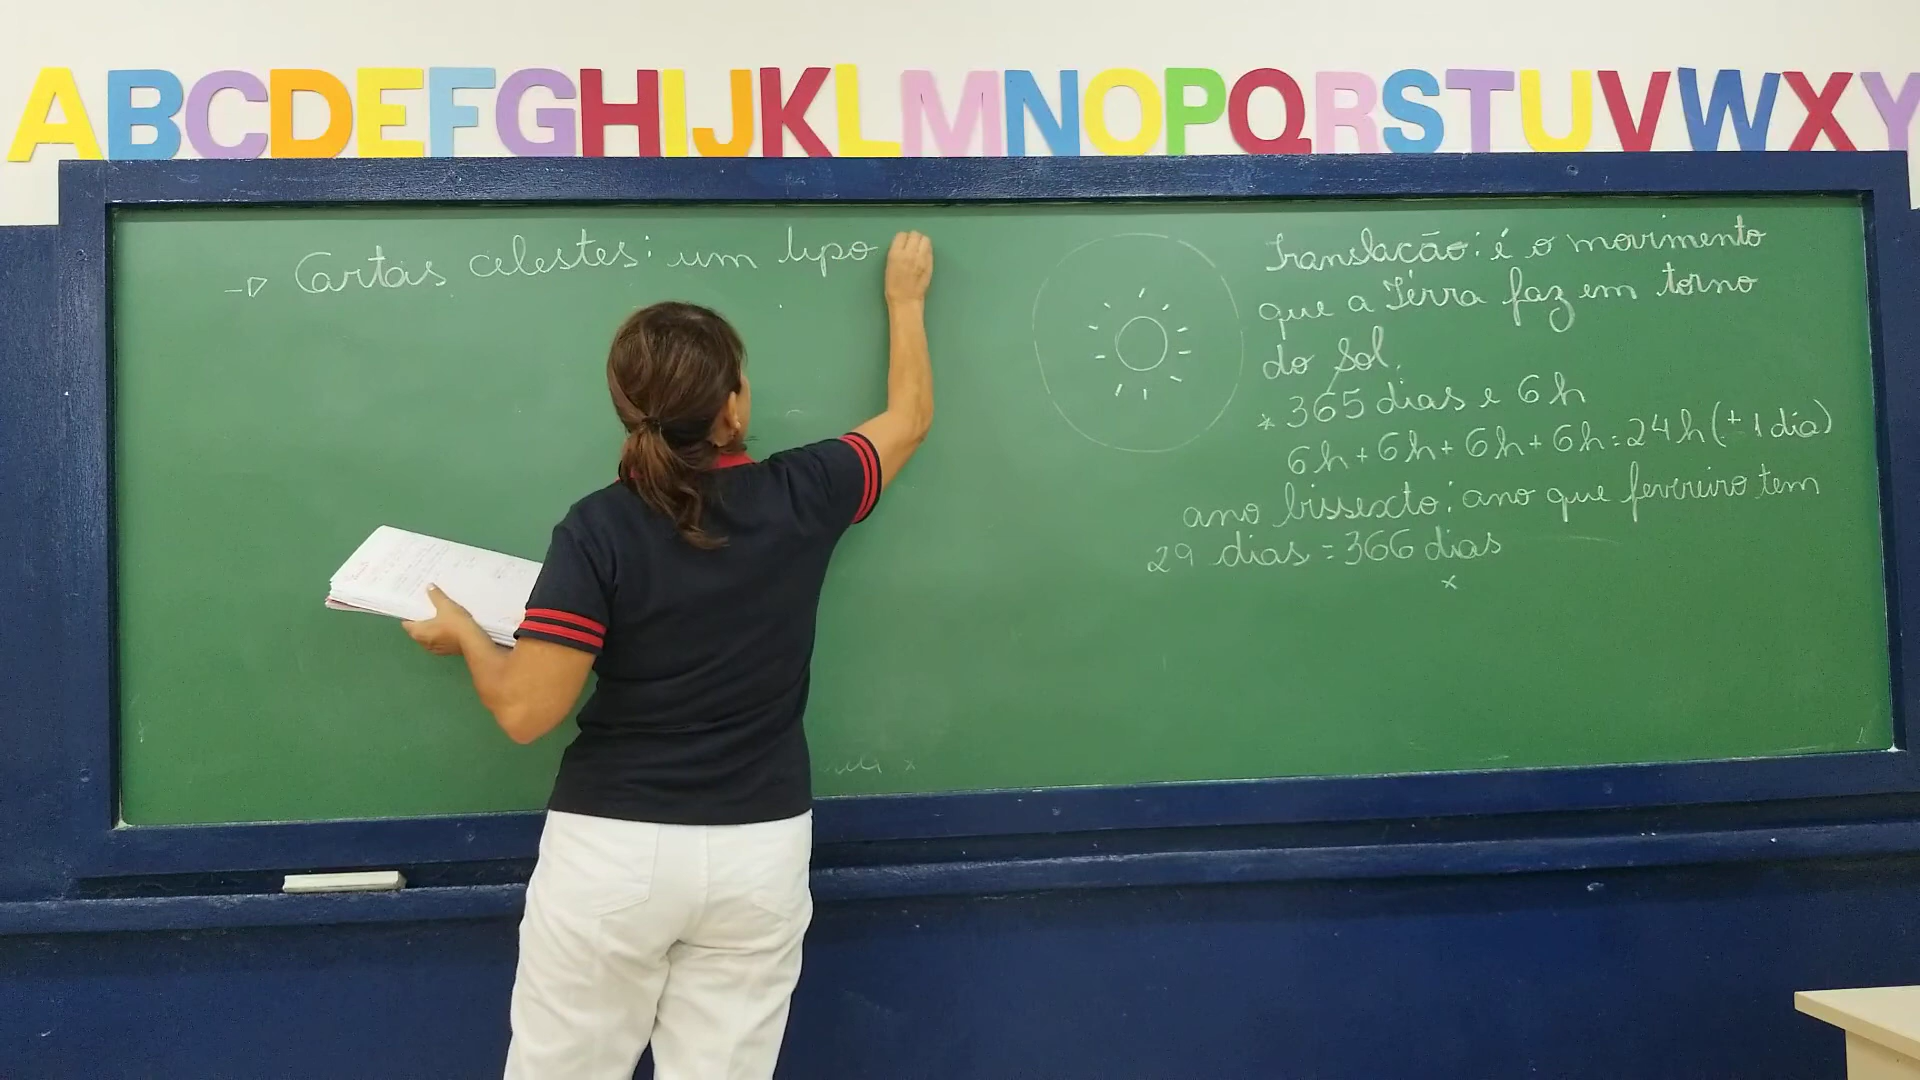 ABCDEFGHIJKLMNOPQRSTUVWXY
Cartas celestes: um tipo
Translacão: é o movimento
que a Terra faz em torno
do Sol.
* 365 dias e 6h
6h + 6h + 6h + 6h = 24h (± 1 dia)
ano bissexto: ano que fevereiro tem
29 dias = 366 dias
x